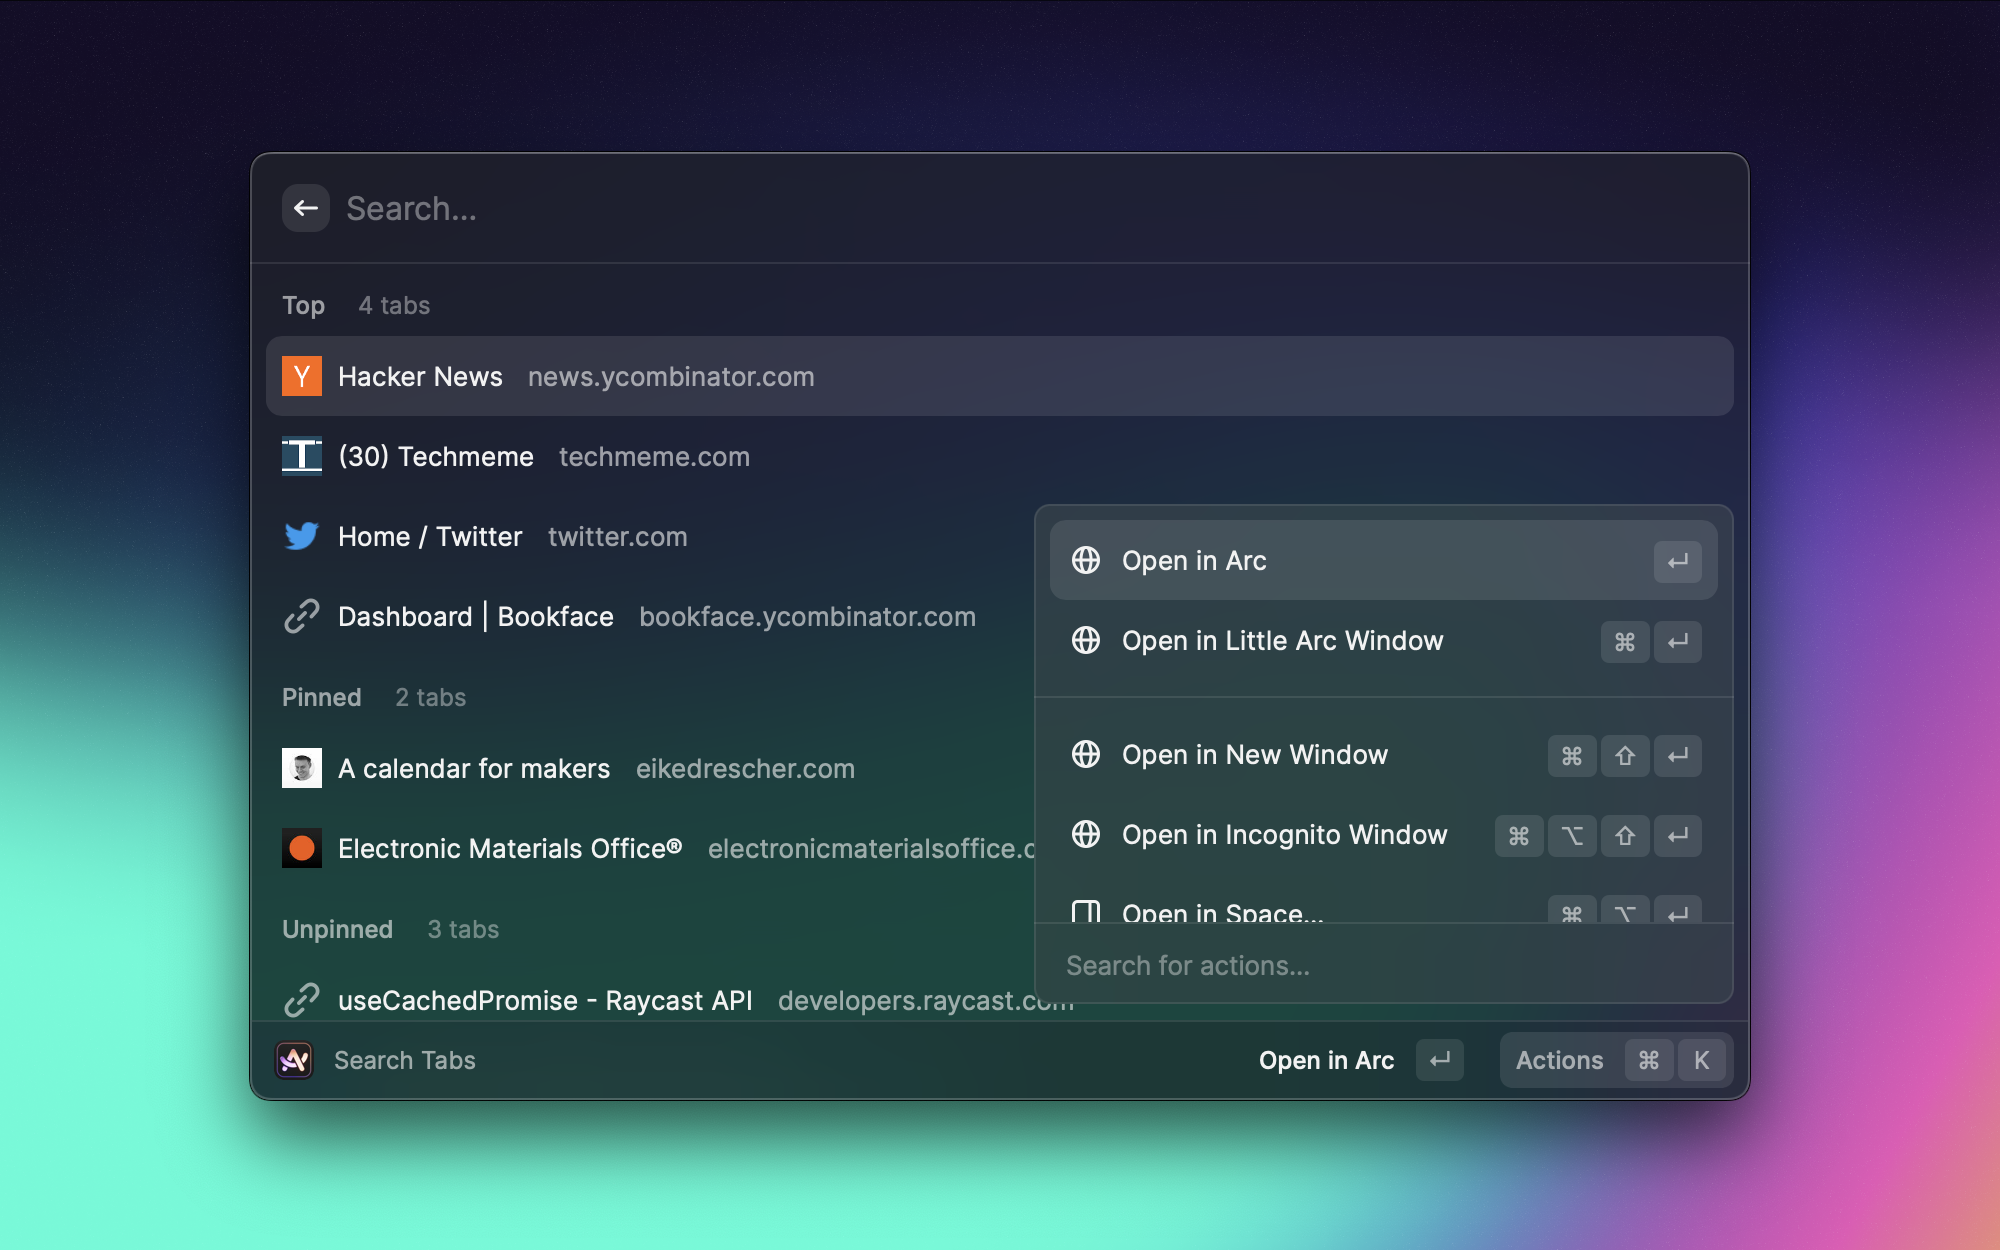 Search...
Top 4 tabs
Y Hacker News news.ycombinator.com
(30) Techmeme techmeme.com
Home / Twitter twitter.com
Dashboard | Bookface bookface.ycombinator.com
Pinned 2 tabs
A calendar for makers eikedrescher.com
Electronic Materials Office® electronicmaterialsoffice.c
Unpinned 3 tabs
useCachedPromise - Raycast API developers.raycast.com
Open in Arc ↵
Open in Little Arc Window ⌘ ↵
Open in New Window ⌘ ⇧ ↵
Open in Incognito Window ⌘ ⌥ ⇧ ↵
Open in Space... ⌘ ⌥ ↵
Search for actions...
Search Tabs
Open in Arc ↵
Actions ⌘ K